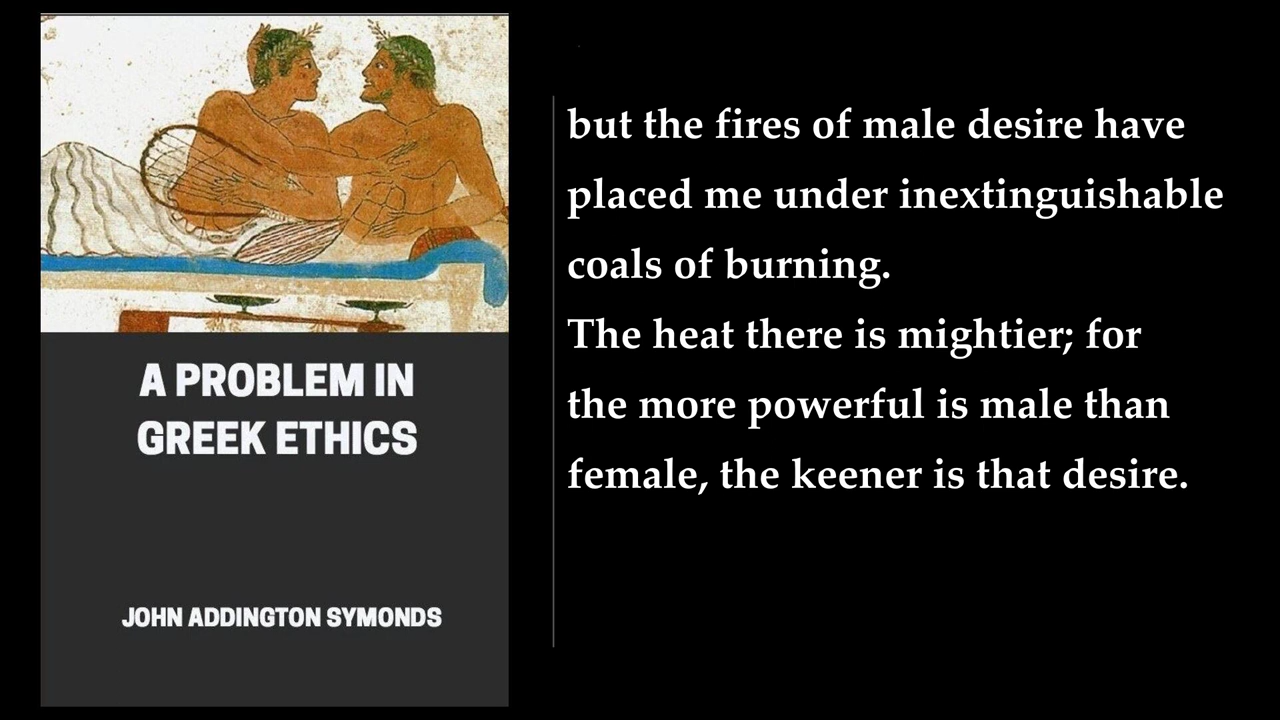 A PROBLEM IN
GREEK ETHICS
JOHN ADDINGTON SYMONDS
but the fires of male desire have
placed me under inextinguishable
coals of burning.
The heat there is mightier; for
the more powerful is male than
female, the keener is that desire.